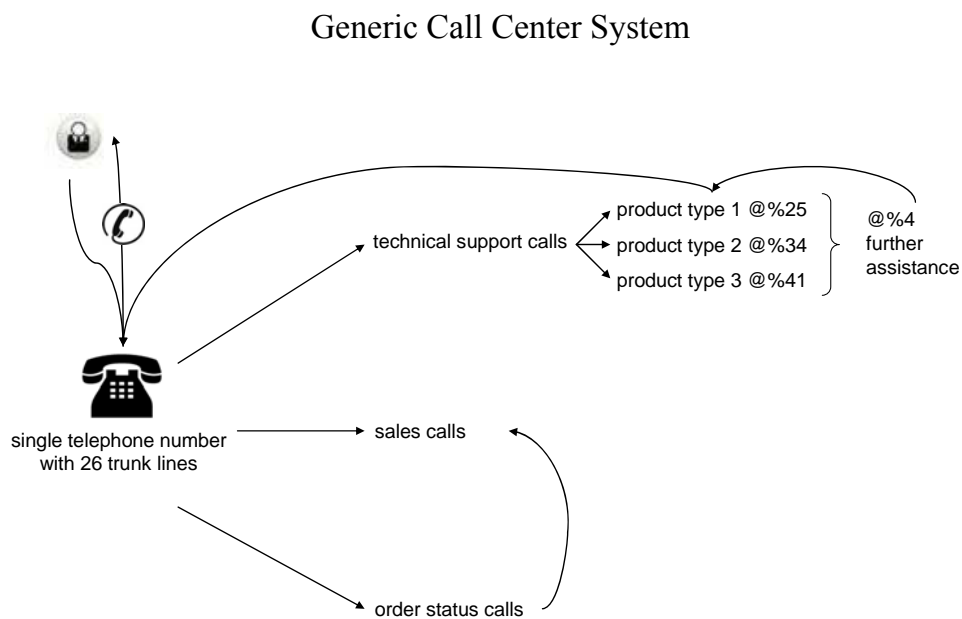 Generic Call Center System
product type 1 @%25
technical support calls
product type 2 @%34
product type 3 @%41
@%4
further
assistance
single telephone number
with 26 trunk lines
sales calls
order status calls